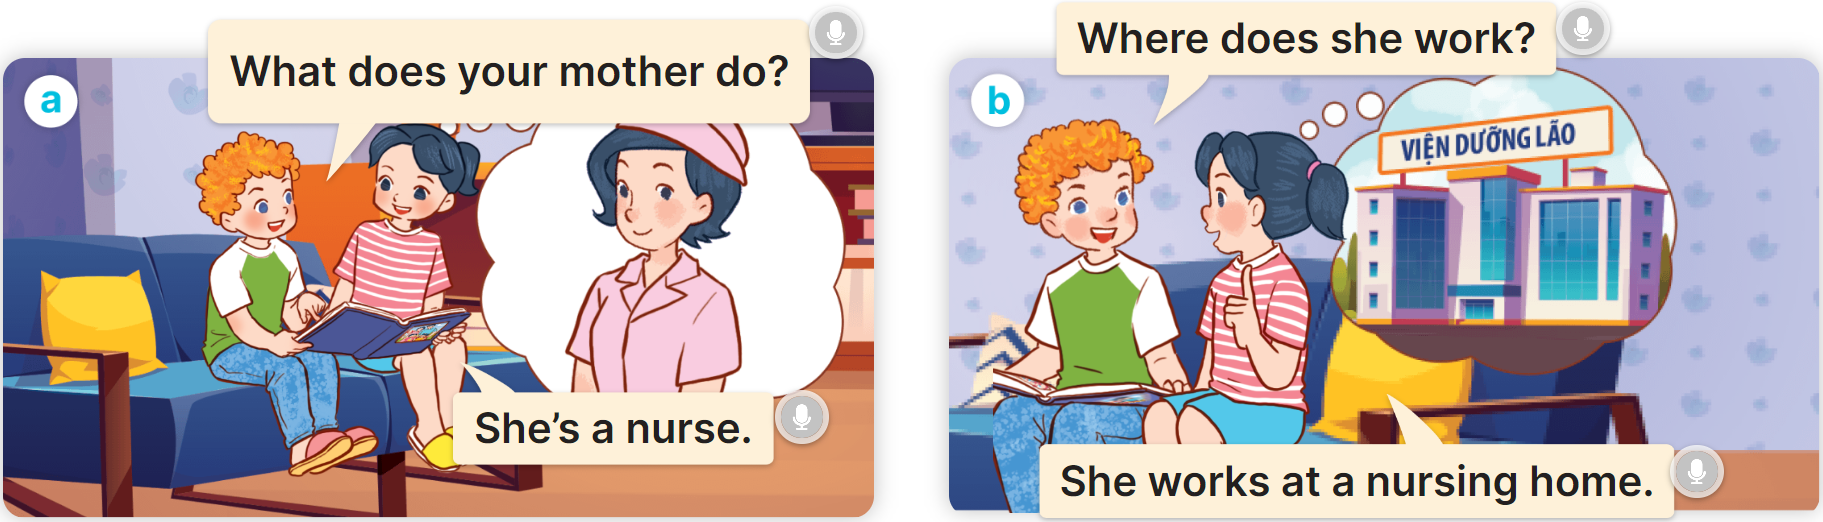 a
What does your mother do?
She’s a nurse.
b
Where does she work?
VIỆN DƯỠNG LÃO
She works at a nursing home.